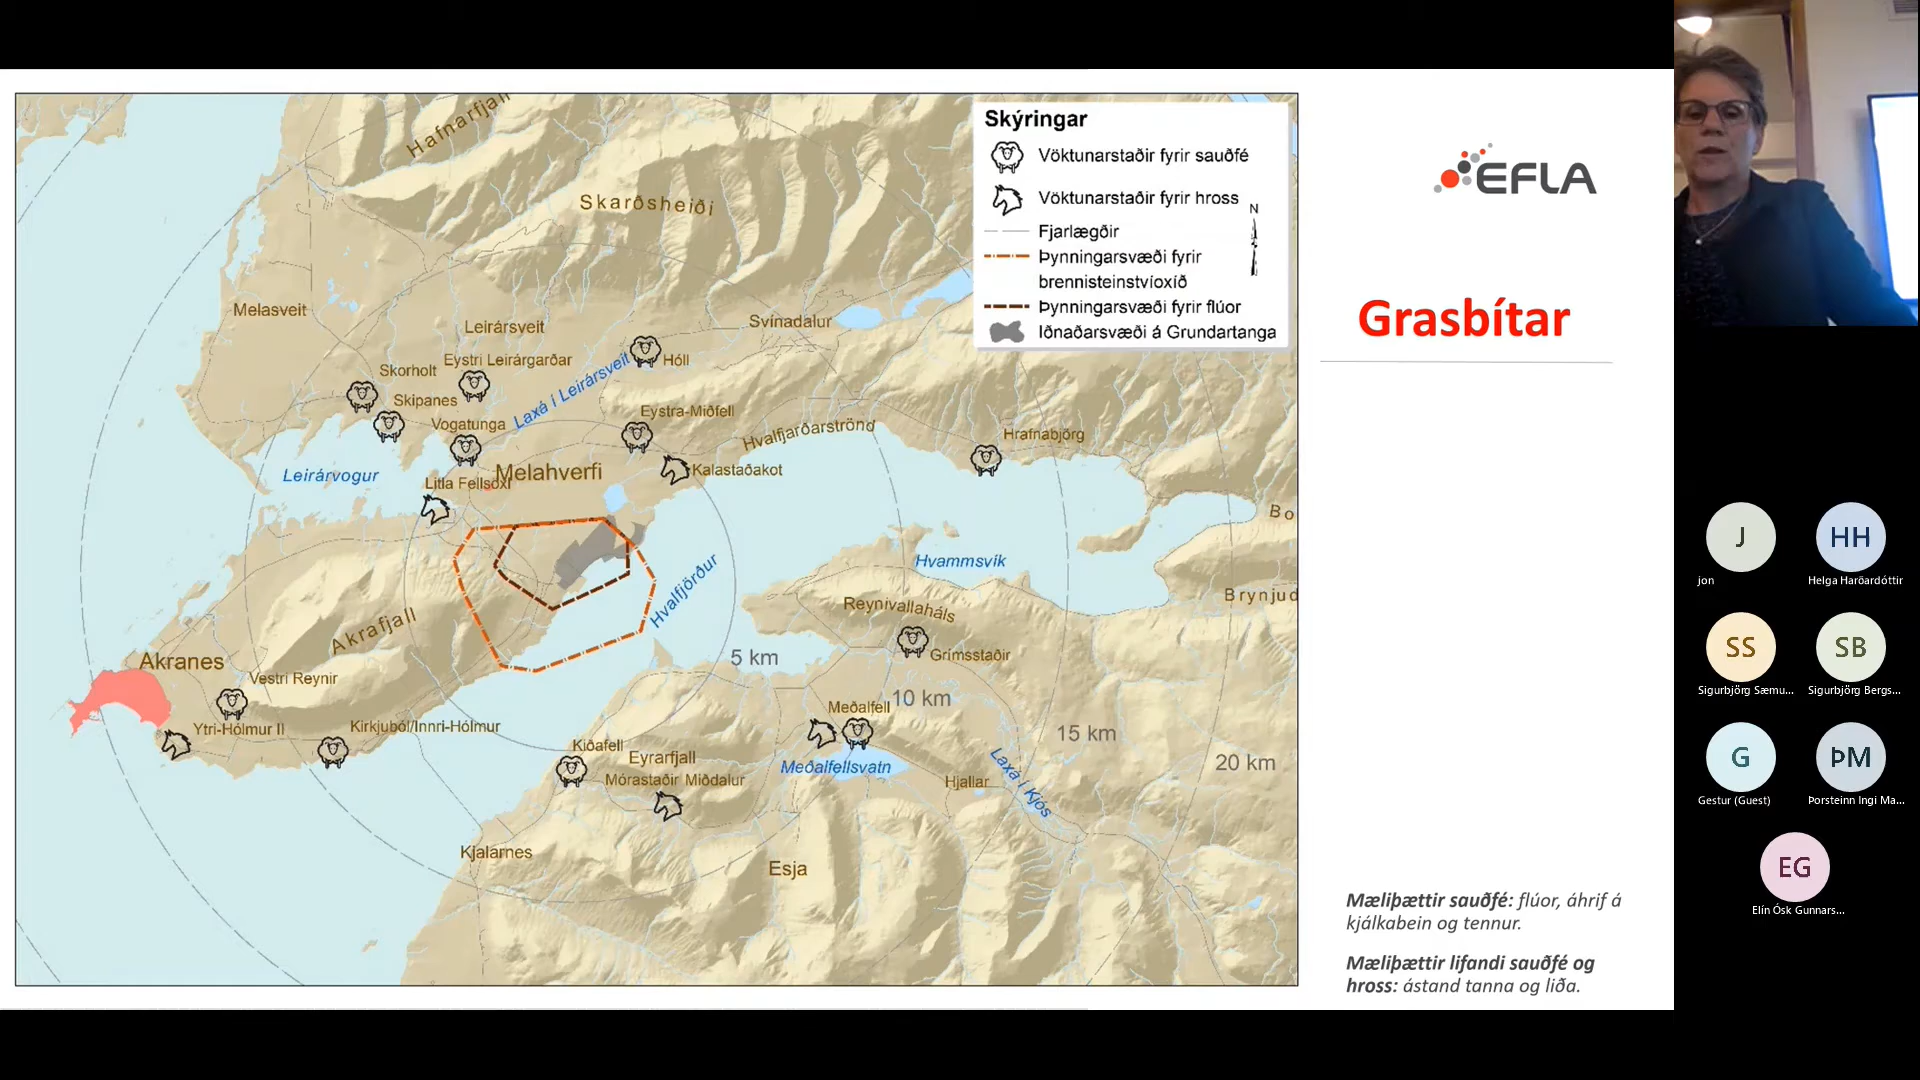 Hafnarfjall
Skarðsheiði
Skýringar
Vöktunarstaðir fyrir sauðfé
Vöktunarstaðir fyrir hross
N
Fjarlægðir
Þynningarsvæði fyrir
brennisteinstvíoxíð
Þynningarsvæði fyrir flúor
Iðnaðarsvæði á Grundartanga
Melasveit
Leirársveit
Svínadalur
Skorholt
Eystri Leirárgarðar
Hóll
Laxá í Leirársveit
Skipanes
Vogatunga
Eystra-Miðfell
Hvalfjarðarströnd
Hrafnabjörg
Leirárvogur
Melahverfi
Kalastaðakot
Litla Fellsöxl
Bo
Hvammsvík
Hvalfjörður
Brynjud
Reynivallaháls
Akrafjall
Grímsstaðir
Akranes
Vestri Reynir
5 km
10 km
15 km
20 km
Ytri-Hólmur II
Kirkjuból/Innri-Hólmur
Meðalfell
Kiðafell
Eyrarfjall
Meðalfellsvatn
Mórastaðir Miðdalur
Hjallar
Laxá í Kjós
Kjalarnes
Esja
EFLA
Grasbítar
Mæliþættir sauðfé: flúor, áhrif á
kjálkabein og tennur.
Mæliþættir lifandi sauðfé og
hross: ástand tanna og liða.
J
jon
HH
Helga Harðardóttir
SS
Sigurbjörg Sæmu...
SB
Sigurbjörg Bergs...
G
Gestur (Guest)
ÞM
Þorsteinn Ingi Ma...
EG
Elín Ósk Gunnars...